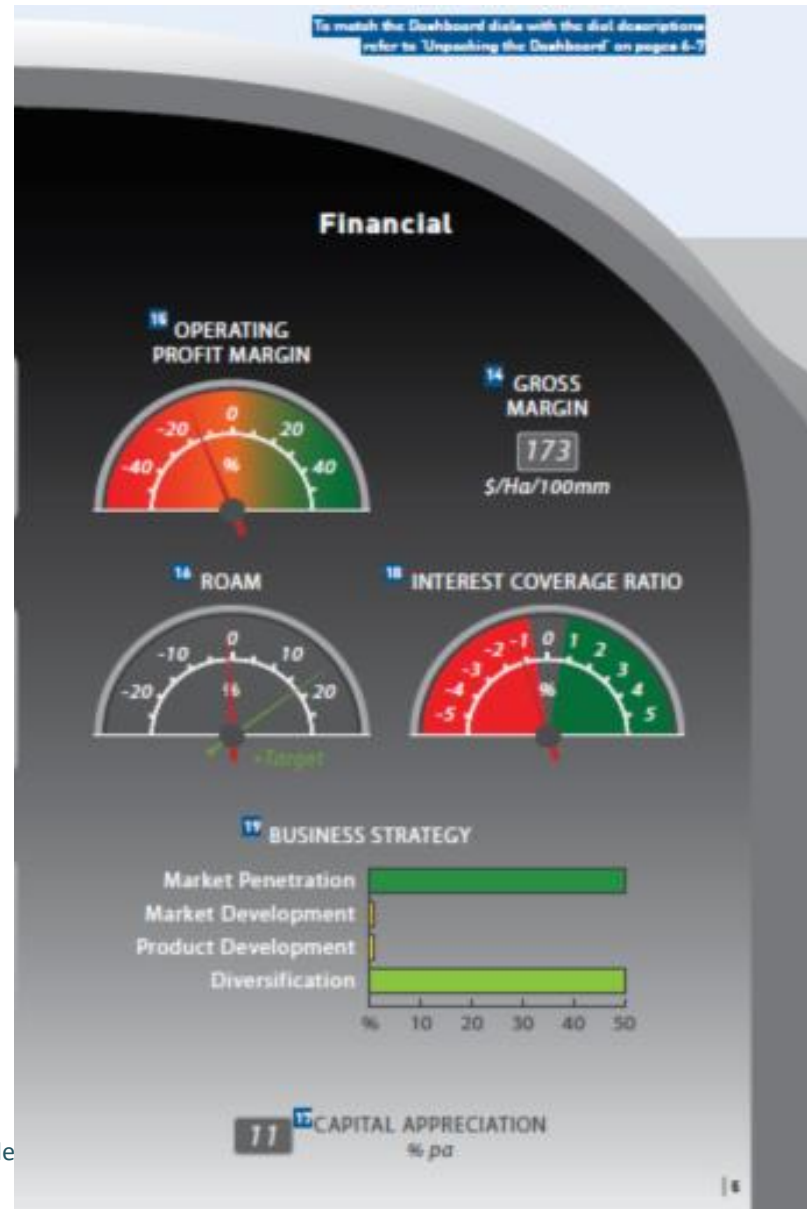 To match the Dashboard dials with the dial descriptions
refer to 'Unpacking the Dashboard' on pages 6-7
Financial
15 OPERATING
PROFIT MARGIN
-40 -20 0 20 40
%
14 GROSS
MARGIN
173
$/Ha/100mm
16 ROAM
-20 -10 0 10 20
%
•Target
18 INTEREST COVERAGE RATIO
-5 -4 -3 -2 -1 0 1 2 3 4 5
%
19 BUSINESS STRATEGY
Market Penetration
Market Development
Product Development
Diversification
% 10 20 30 40 50
11 17 CAPITAL APPRECIATION
% pa
le